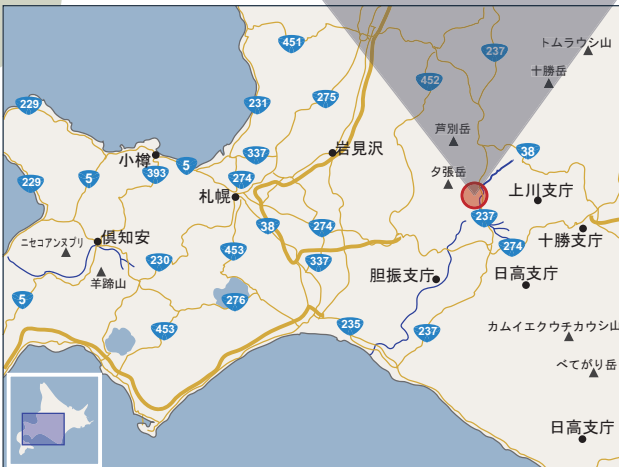 451
237
トムラウシ山
452
十勝岳
229
231
275
芦別岳
337
岩見沢
38
小樽
5
393
5
274
夕張岳
229
札幌
上川支庁
237
38
274
十勝支庁
倶知安
274
ニセコアンヌプリ
453
230
337
胆振支庁
日高支庁
羊蹄山
5
276
453
235
237
カムイエクウチカウシ山
ぺてがり岳
日高支庁